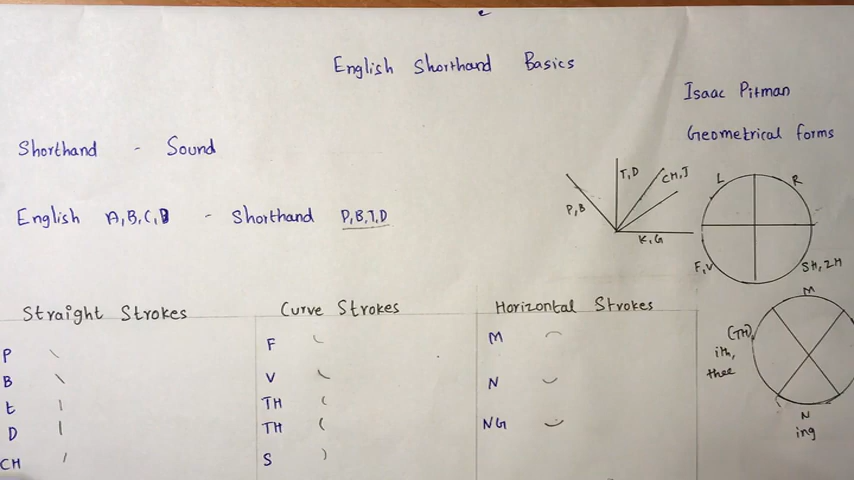 English Shorthand Basics
Isaac Pitman
Geometrical forms
Shorthand - Sound
English A,B,C,D - Shorthand P,B,T,D
P,B
T,D
CH,J
K,G
L
R
F,V
SH,ZH
Straight Strokes
P
B
t
D
CH
Curve Strokes
F
V
TH
TH
S
Horizontal Strokes
M
N
NG
M
(TH)
ith,
thee
N
ing